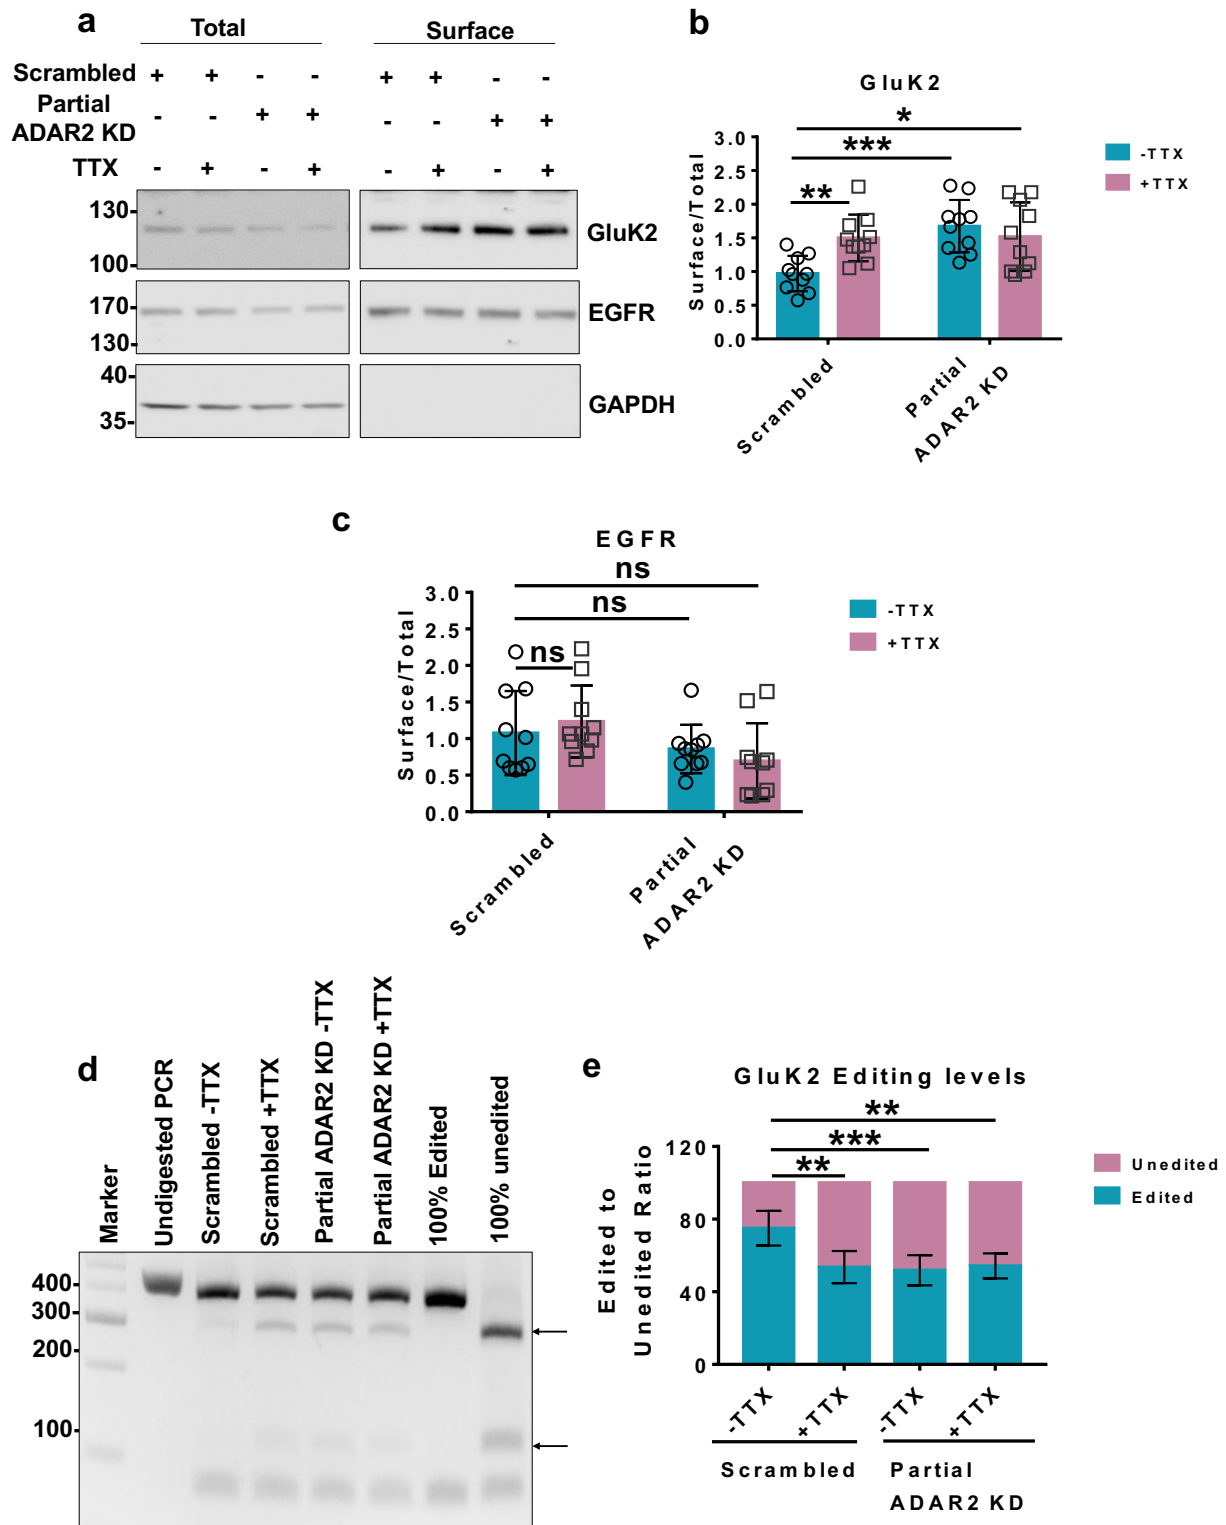 a
Total
Surface
Scrambled + + - - + + - -
Partial
ADAR2 KD - - + + - - + +
TTX - + - + - + - +
130-
100-
GluK2
170-
130-
EGFR
40-
35-
GAPDH
b
GluK2
*
***
**
-TTX
+TTX
Surface/Total
3.0
2.5
2.0
1.5
1.0
0.5
0.0
Scrambled
Partial
ADAR2 KD
c
EGFR
ns
ns
ns
-TTX
+TTX
Surface/Total
3.0
2.5
2.0
1.5
1.0
0.5
0.0
Scrambled
Partial
ADAR2 KD
d
Marker
Undigested PCR
Scrambled -TTX
Scrambled +TTX
Partial ADAR2 KD -TTX
Partial ADAR2 KD +TTX
100% Edited
100% unedited
400-
300-
200-
100-
e
GluK2 Editing levels
**
***
**
Unedited
Edited
Edited to
Unedited Ratio
120
80
40
0
-TTX
+TTX
-TTX
+TTX
Scrambled
Partial
ADAR2 KD